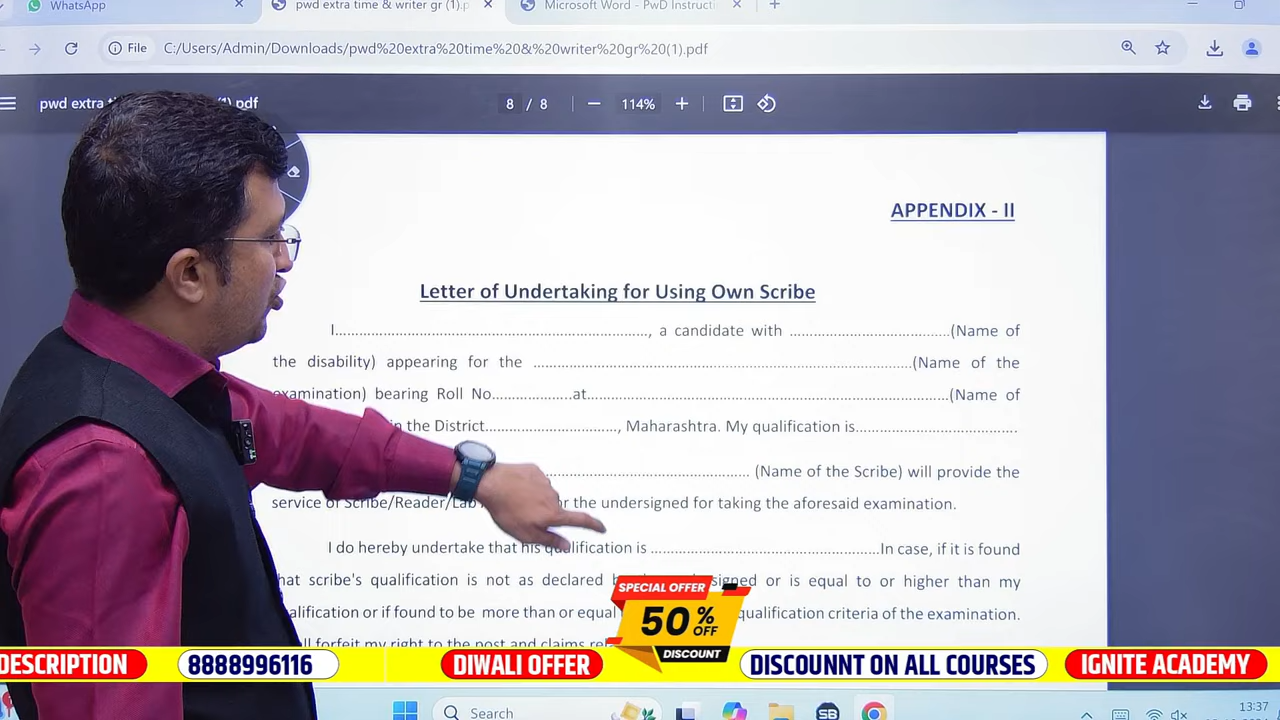 WhatsApp
pwd extra time & writer gr (1).p
Microsoft Word - PwD Instructi
File
C:/Users/Admin/Downloads/pwd%20extra%20time%20&%20writer%20gr%20(1).pdf
pwd extra
(1).pdf
8 / 8
114%
APPENDIX - II
Letter of Undertaking for Using Own Scribe
I............................................................................, a candidate with .......................................(Name of
the disability) appearing for the ............................................................................................(Name of the
examination) bearing Roll No....................at........................................................................................(Name of
in the District................................, Maharashtra. My qualification is.......................................
.................................................. (Name of the Scribe) will provide the
service of Scribe/Reader/Lab the undersigned for taking the aforesaid examination.
I do hereby undertake that his qualification is ........................................................In case, if it is found
that scribe's qualification is not as declared or is equal to or higher than my
qualification or if found to be more than or equal qualification criteria of the examination.
forfeit my right to the post and claims
SPECIAL OFFER
50% OFF
DISCOUNT
DESCRIPTION
8888996116
DIWALI OFFER
DISCOUNNT ON ALL COURSES
IGNITE ACADEMY
Search
13:37